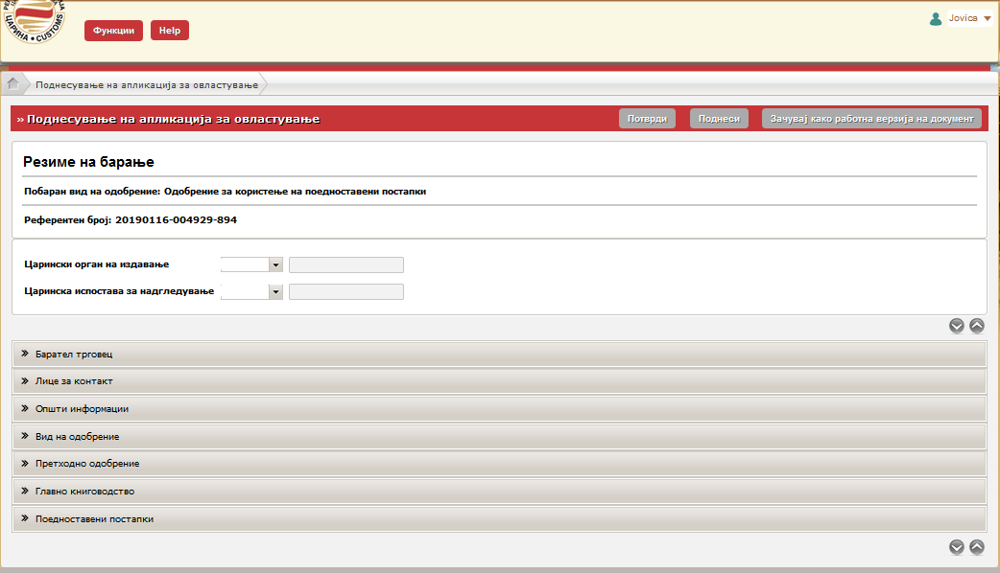 ЦАРИНА • CUSTOMS
Функции
Help
Jovica
Поднесување на апликација за овластување
» Поднесување на апликација за овластување
Потврди
Поднеси
Зачувај како работна верзија на документ
Резиме на барање
Побаран вид на одобрение: Одобрение за користење на поедноставени постапки
Референтен број: 20190116-004929-894
Царински орган на издавање
Царинска испостава за надгледување
Барател трговец
Лице за контакт
Општи информации
Вид на одобрение
Претходно одобрение
Главно книговодство
Поедноставени постапки